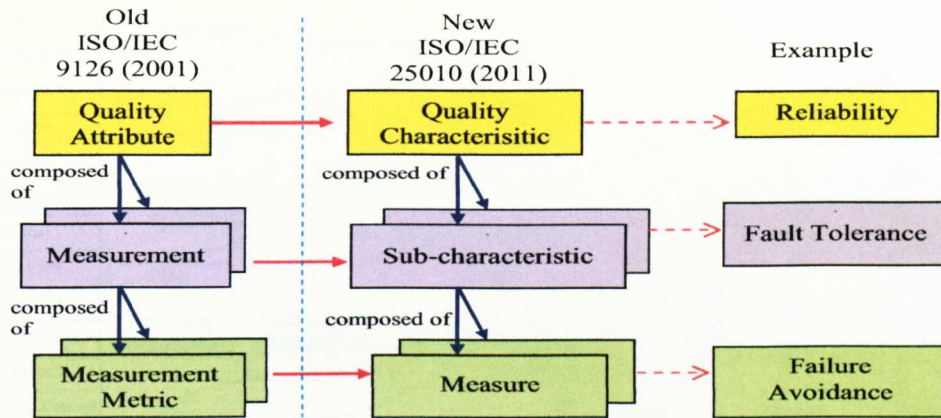 Old
ISO/IEC
9126 (2001)
New
ISO/IEC
25010 (2011)
Example
Quality
Attribute
Quality
Characterisitic
Reliability
composed
of
composed of
Measurement
Sub-characteristic
Fault Tolerance
composed
of
composed of
Measurement
Metric
Measure
Failure
Avoidance